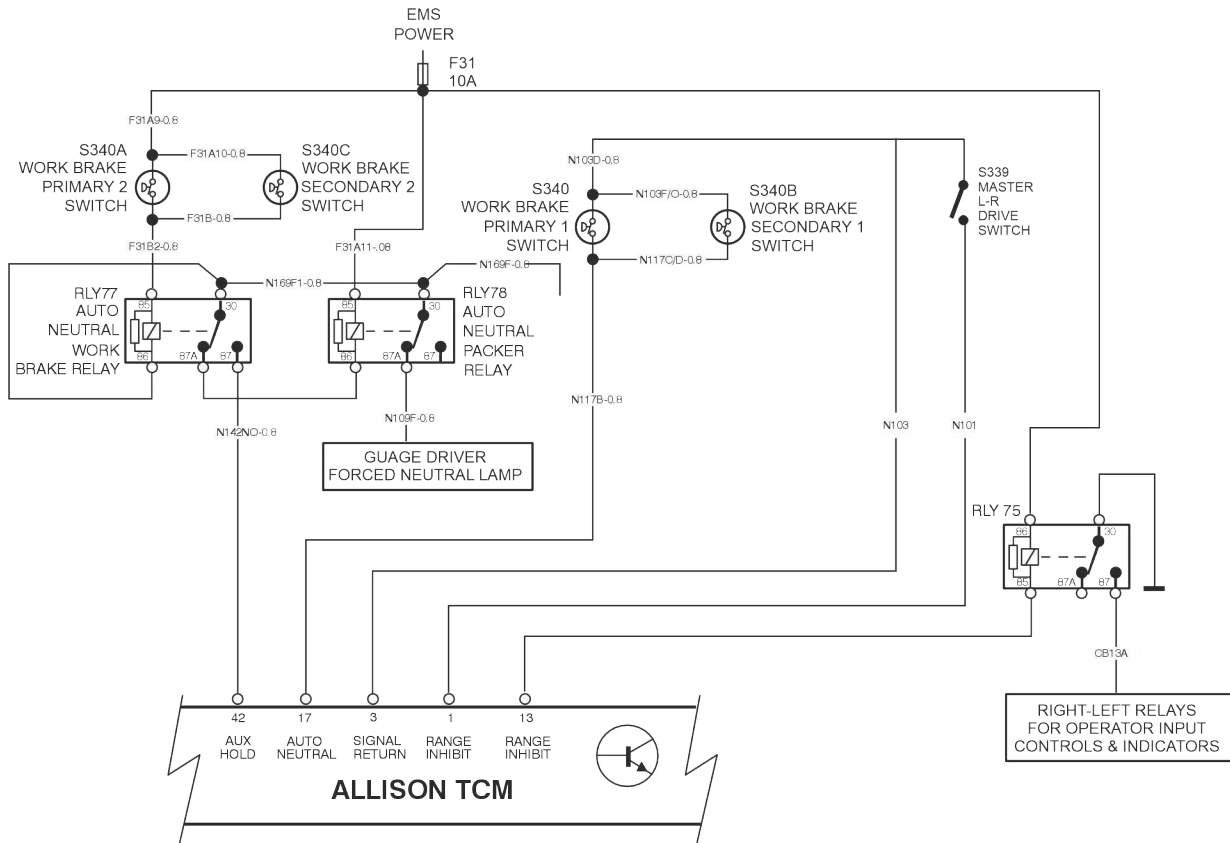 EMS
POWER
F31
10A
F31A9-0.8
S340A
WORK BRAKE
PRIMARY 2
SWITCH
F31A10-0.8
S340C
WORK BRAKE
SECONDARY 2
SWITCH
F31B-0.8
F31B2-0.8
F31A11-.08
N103D-0.8
S340
WORK BRAKE
PRIMARY 1
SWITCH
N103F/O-0.8
S340B
WORK BRAKE
SECONDARY 1
SWITCH
N117C/D-0.8
S339
MASTER
L-R
DRIVE
SWITCH
N169F1-0.8
N169F-0.8
RLY77
AUTO
NEUTRAL
WORK
BRAKE RELAY
85
30
86
87A
87
RLY78
AUTO
NEUTRAL
PACKER
RELAY
85
30
86
87A
87
N117B-0.8
N109F-0.8
N142NO-0.8
N103
N101
GUAGE DRIVER
FORCED NEUTRAL LAMP
RLY 75
86
30
85
87A
87
CB13A
RIGHT-LEFT RELAYS
FOR OPERATOR INPUT
CONTROLS & INDICATORS
42
17
3
1
13
AUX
HOLD
AUTO
NEUTRAL
SIGNAL
RETURN
RANGE
INHIBIT
RANGE
INHIBIT
ALLISON TCM